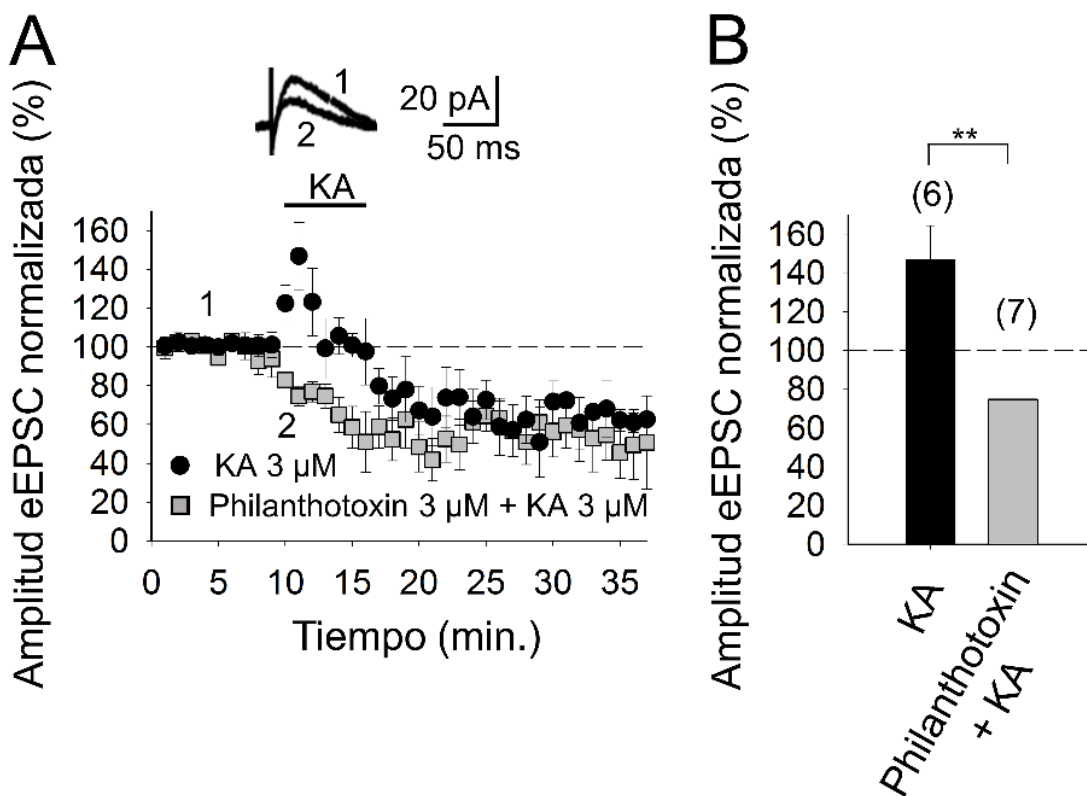 A
Amplitud eEPSC normalizada (%)
1
2
20 pA
50 ms
KA
160
140
120
100
80
60
40
20
0
1
2
KA 3 µM
Philanthotoxin 3 µM + KA 3 µM
0 5 10 15 20 25 30 35
Tiempo (min.)
B
Amplitud eEPSC normalizada (%)
**
(6)
(7)
160
140
120
100
80
60
40
20
0
KA
Philanthotoxin
+ KA